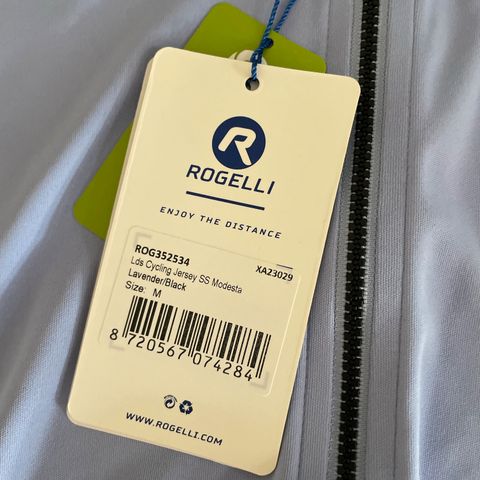 R
ROGELLI
ENJOY THE DISTANCE
ROG352534 XA23029
Lds Cycling Jersey SS Modesta
Lavender/Black
Size: M
8 720567 074284
WWW.ROGELLI.COM